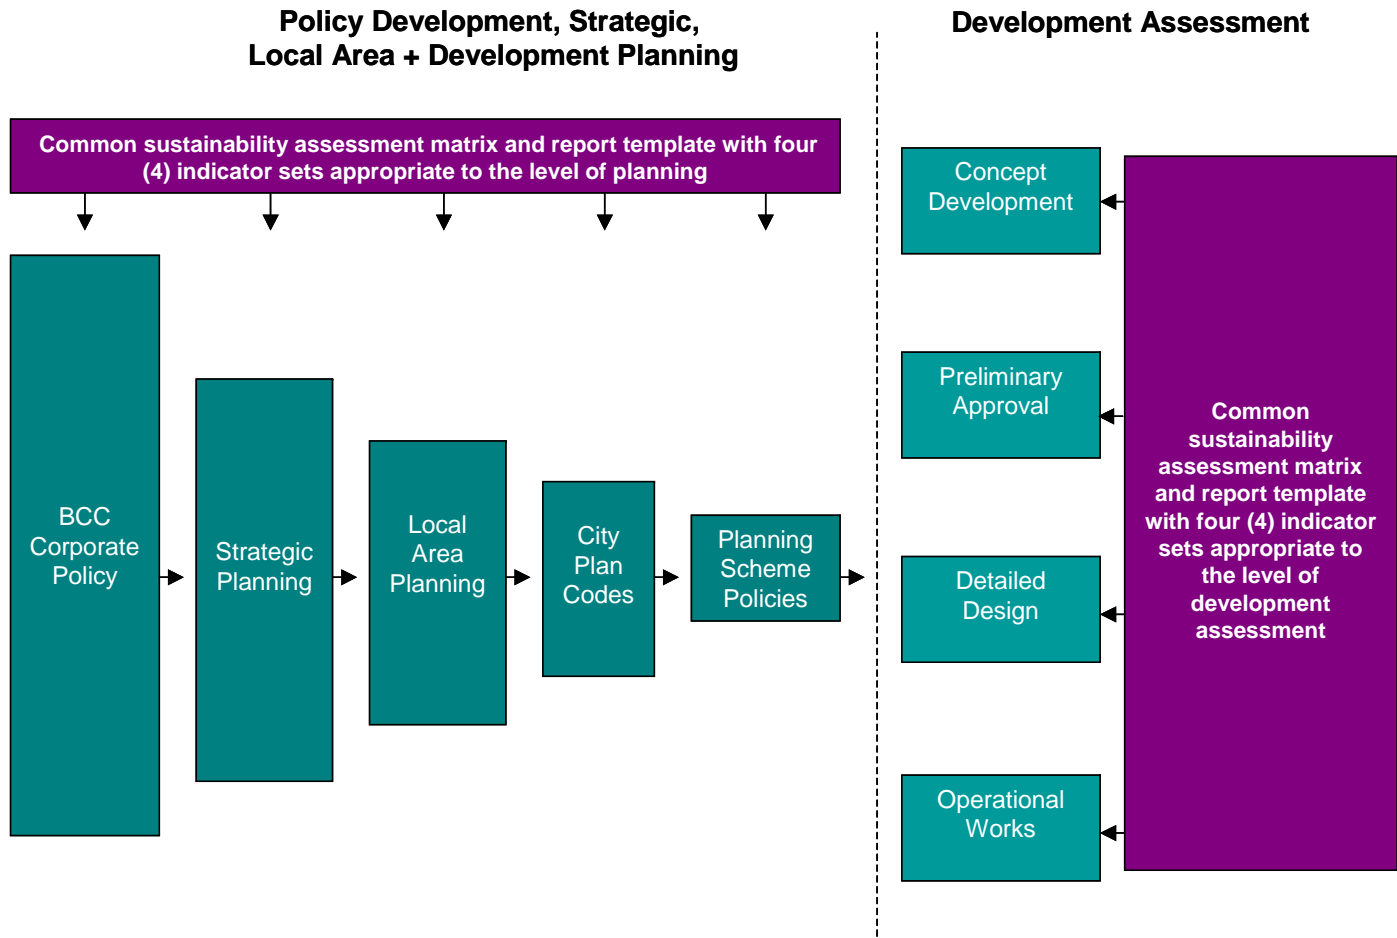 Policy Development, Strategic,
Local Area + Development Planning
Development Assessment
Common sustainability assessment matrix and report template with four
(4) indicator sets appropriate to the level of planning
BCC
Corporate
Policy
Strategic
Planning
Local
Area
Planning
City
Plan
Codes
Planning
Scheme
Policies
Concept
Development
Preliminary
Approval
Detailed
Design
Operational
Works
Common
sustainability
assessment matrix
and report template
with four (4) indicator
sets appropriate to
the level of
development
assessment